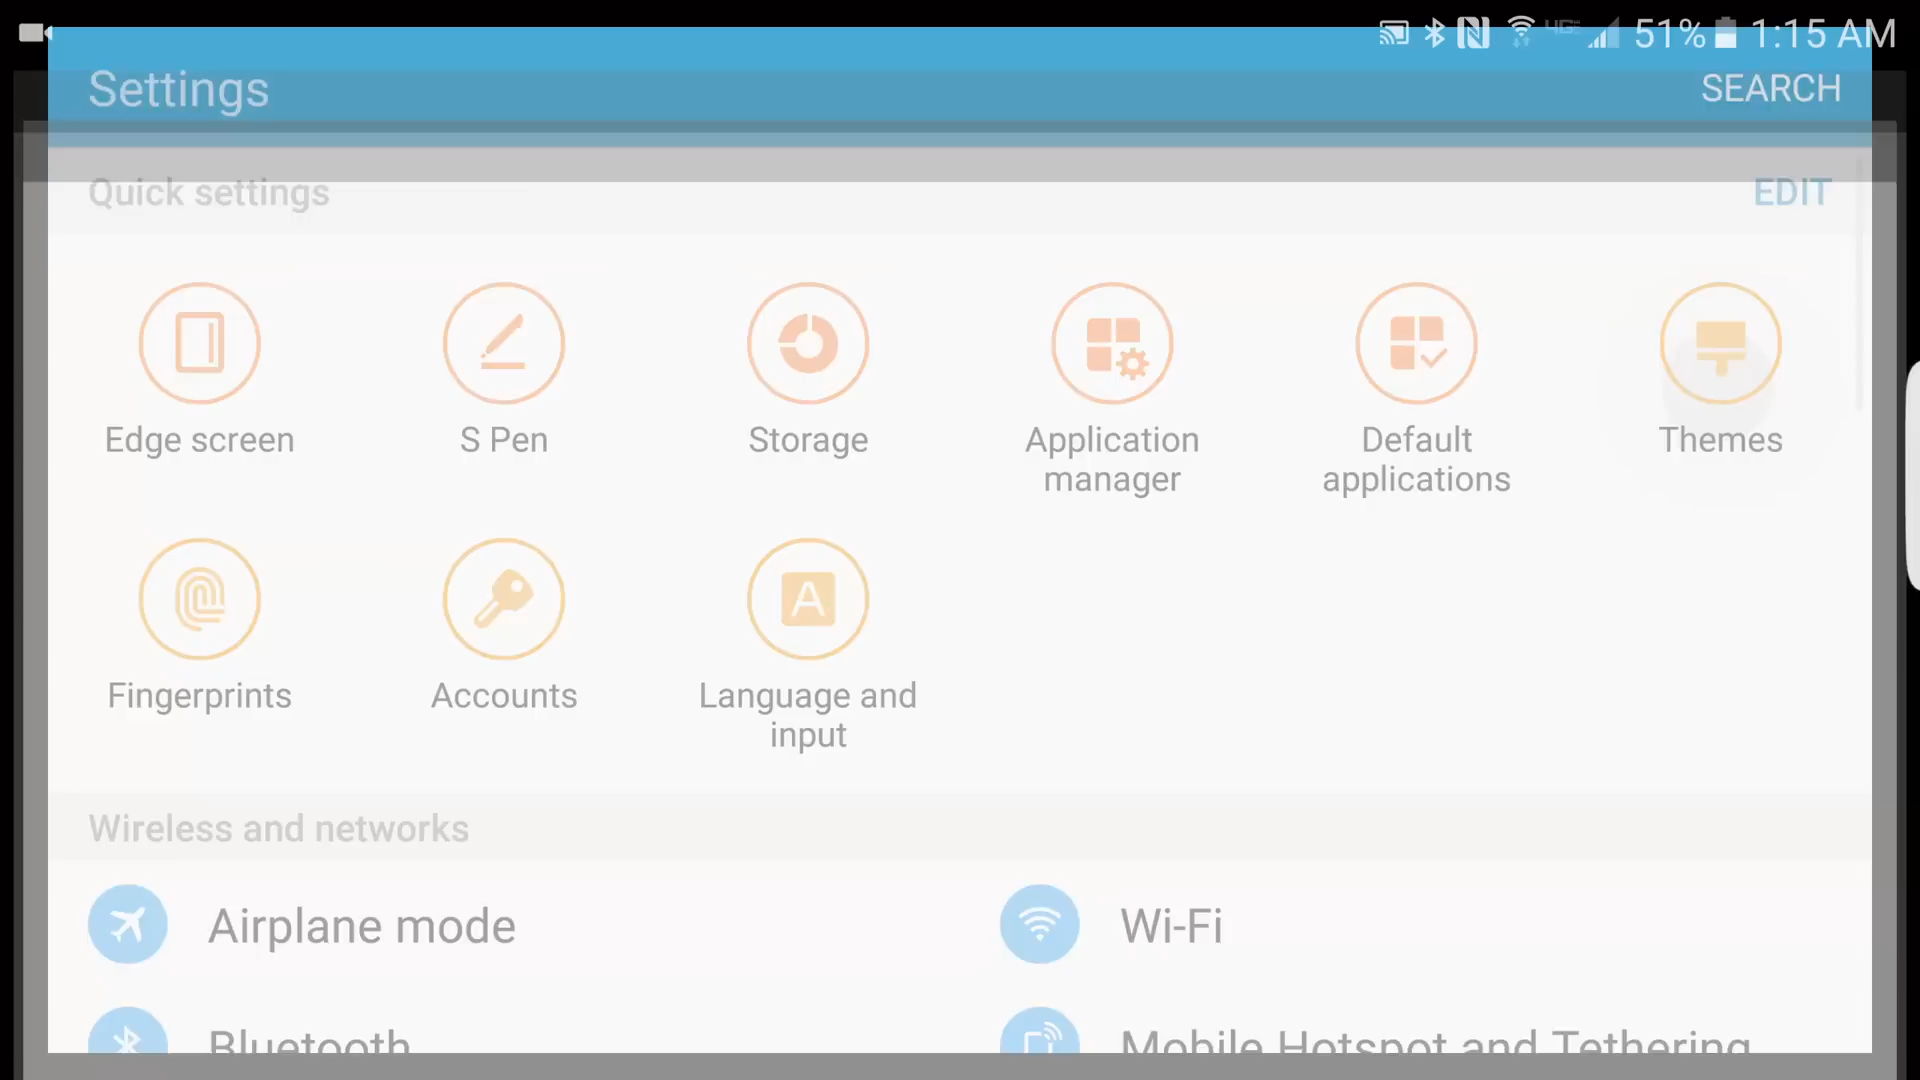 4GE 51% 1:15 AM
Settings SEARCH
Quick settings EDIT
Edge screen S Pen Storage Application manager Default applications Themes
Fingerprints Accounts A Language and input
Wireless and networks
Airplane mode Wi-Fi
Bluetooth Mobile Hotspot and Tethering